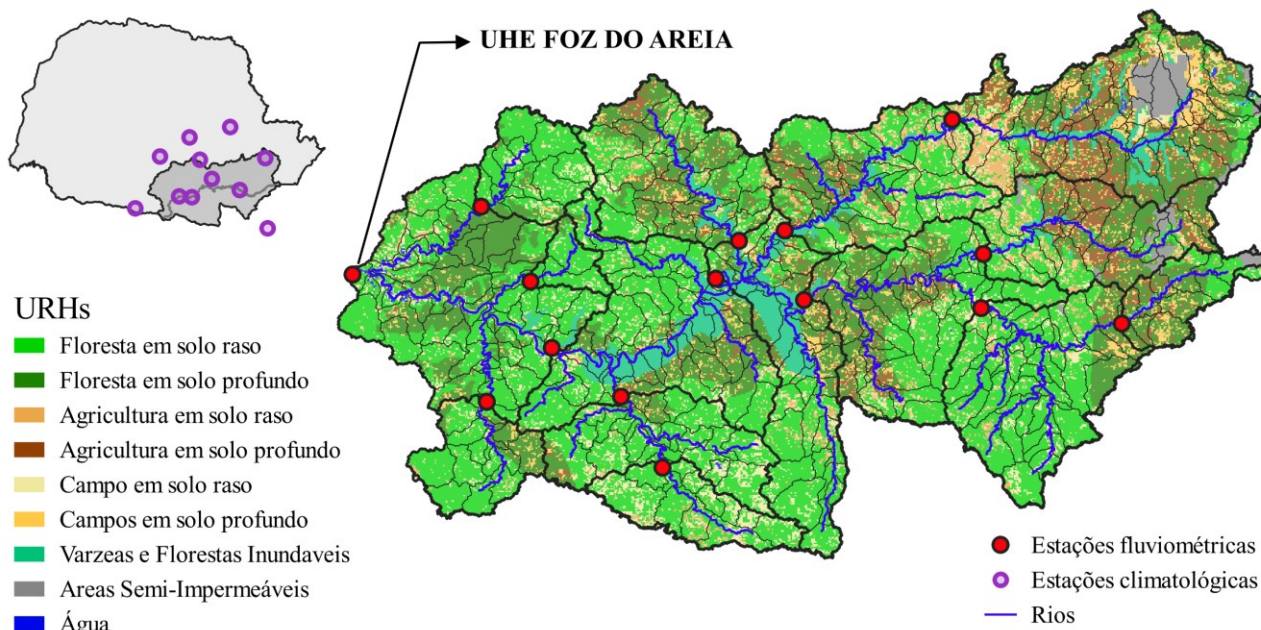 UHE FOZ DO AREIA
URHs
Floresta em solo raso
Floresta em solo profundo
Agricultura em solo raso
Agricultura em solo profundo
Campo em solo raso
Campos em solo profundo
Varzeas e Florestas Inundaveis
Areas Semi-Impermeáveis
Água
Estações fluviométricas
Estações climatológicas
Rios